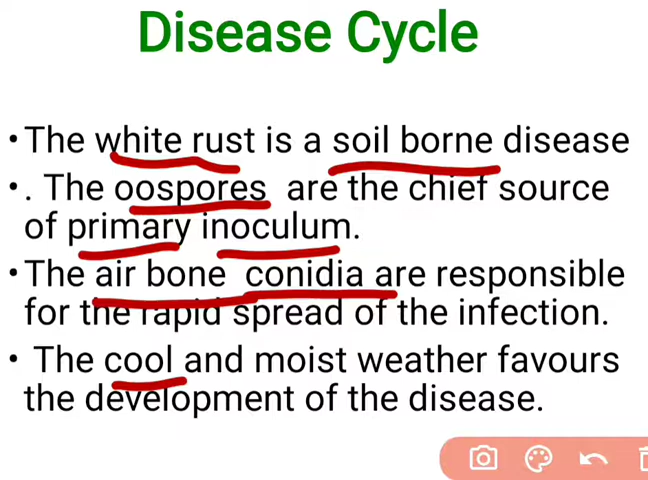 Disease Cycle
• The white rust is a soil borne disease
• . The oospores are the chief source
of primary inoculum.
• The air bone conidia are responsible
for the rapid spread of the infection.
• The cool and moist weather favours
the development of the disease.